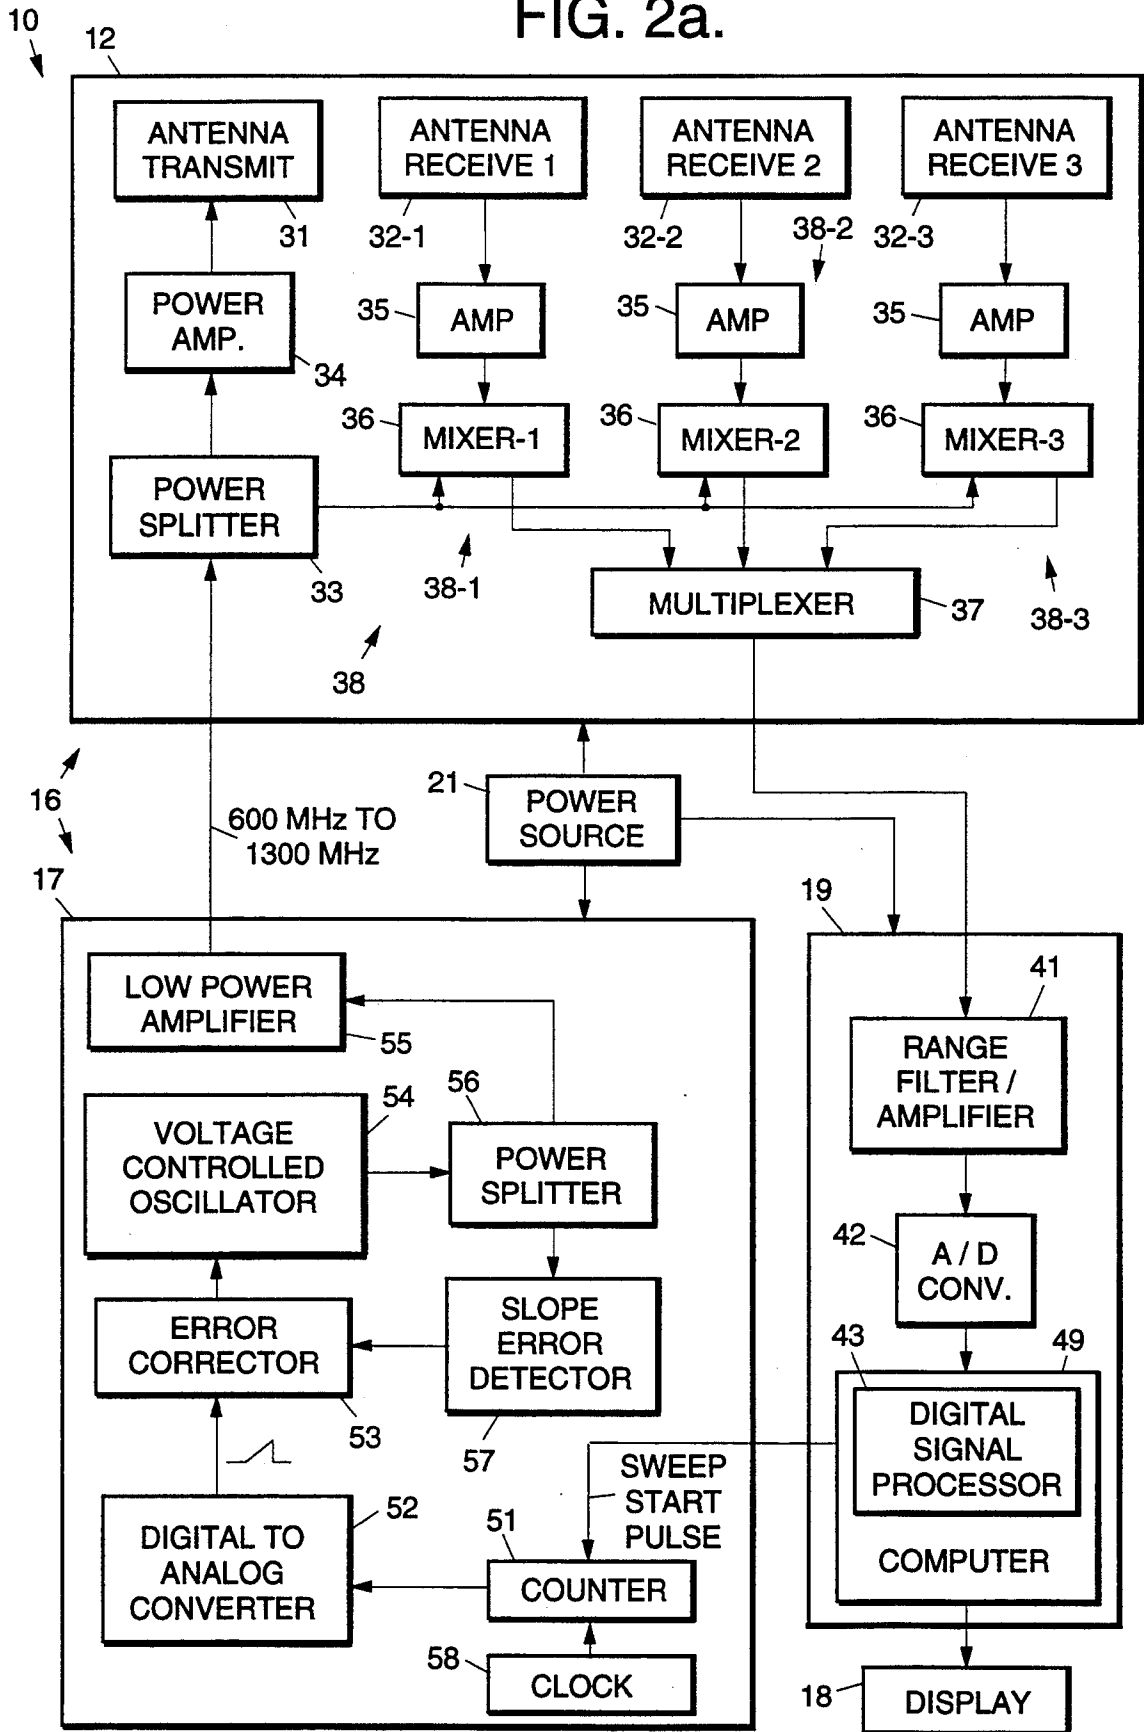 FIG. 2a.
10
12
ANTENNA
TRANSMIT
31
ANTENNA
RECEIVE 1
32-1
ANTENNA
RECEIVE 2
32-2
38-2
ANTENNA
RECEIVE 3
32-3
POWER
AMP.
34
35
AMP
35
AMP
35
AMP
36
MIXER-1
36
MIXER-2
36
MIXER-3
POWER
SPLITTER
33
38-1
38
MULTIPLEXER
37
38-3
16
600 MHz TO
1300 MHz
21
POWER
SOURCE
17
19
LOW POWER
AMPLIFIER
55
41
RANGE
FILTER /
AMPLIFIER
VOLTAGE
CONTROLLED
OSCILLATOR
54
56
POWER
SPLITTER
42
A / D
CONV.
ERROR
CORRECTOR
53
SLOPE
ERROR
DETECTOR
57
43
49
DIGITAL
SIGNAL
PROCESSOR
COMPUTER
SWEEP
START
PULSE
DIGITAL TO
ANALOG
CONVERTER
52
51
COUNTER
58
CLOCK
18
DISPLAY